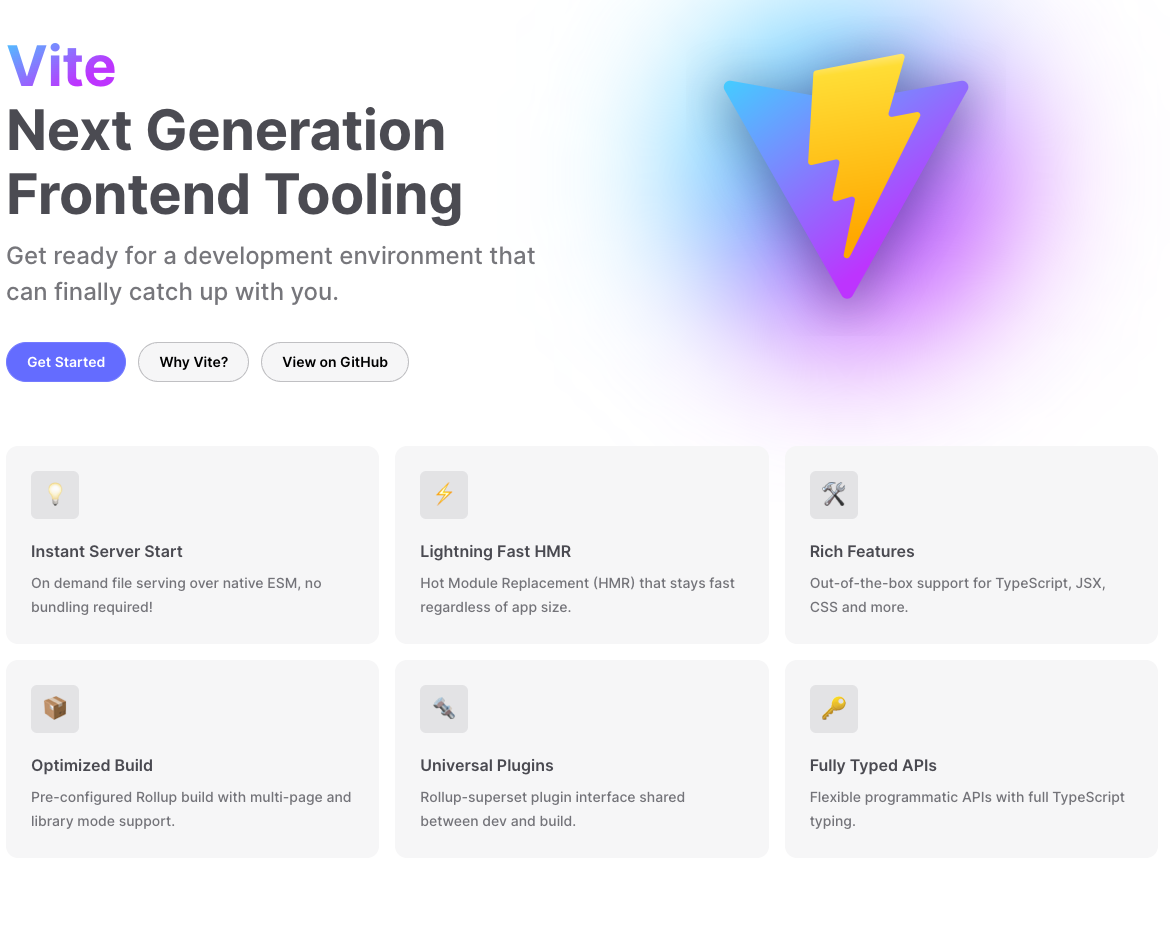 Vite
Next Generation
Frontend Tooling
Get ready for a development environment that
can finally catch up with you.
Get Started
Why Vite?
View on GitHub
Instant Server Start
On demand file serving over native ESM, no
bundling required!
Lightning Fast HMR
Hot Module Replacement (HMR) that stays fast
regardless of app size.
Rich Features
Out-of-the-box support for TypeScript, JSX,
CSS and more.
Optimized Build
Pre-configured Rollup build with multi-page and
library mode support.
Universal Plugins
Rollup-superset plugin interface shared
between dev and build.
Fully Typed APIs
Flexible programmatic APIs with full TypeScript
typing.